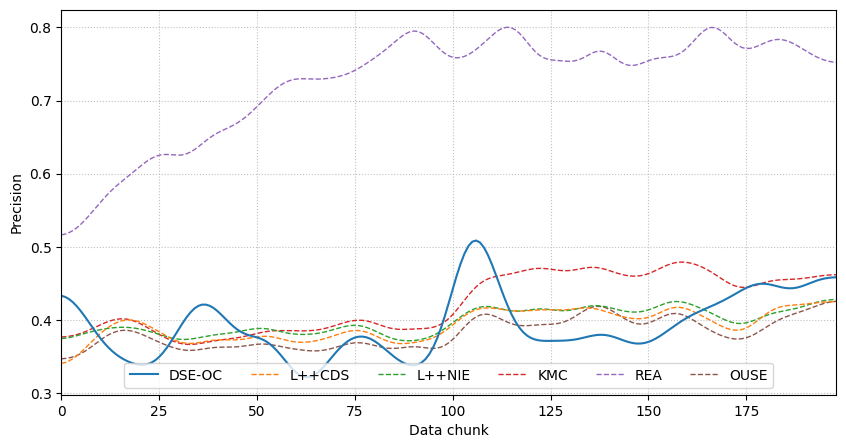 0.8
0.7
0.6
0.5
0.4
0.3
Precision
DSE-OC L++CDS L++NIE KMC REA OUSE
0 25 50 75 100 125 150 175
Data chunk